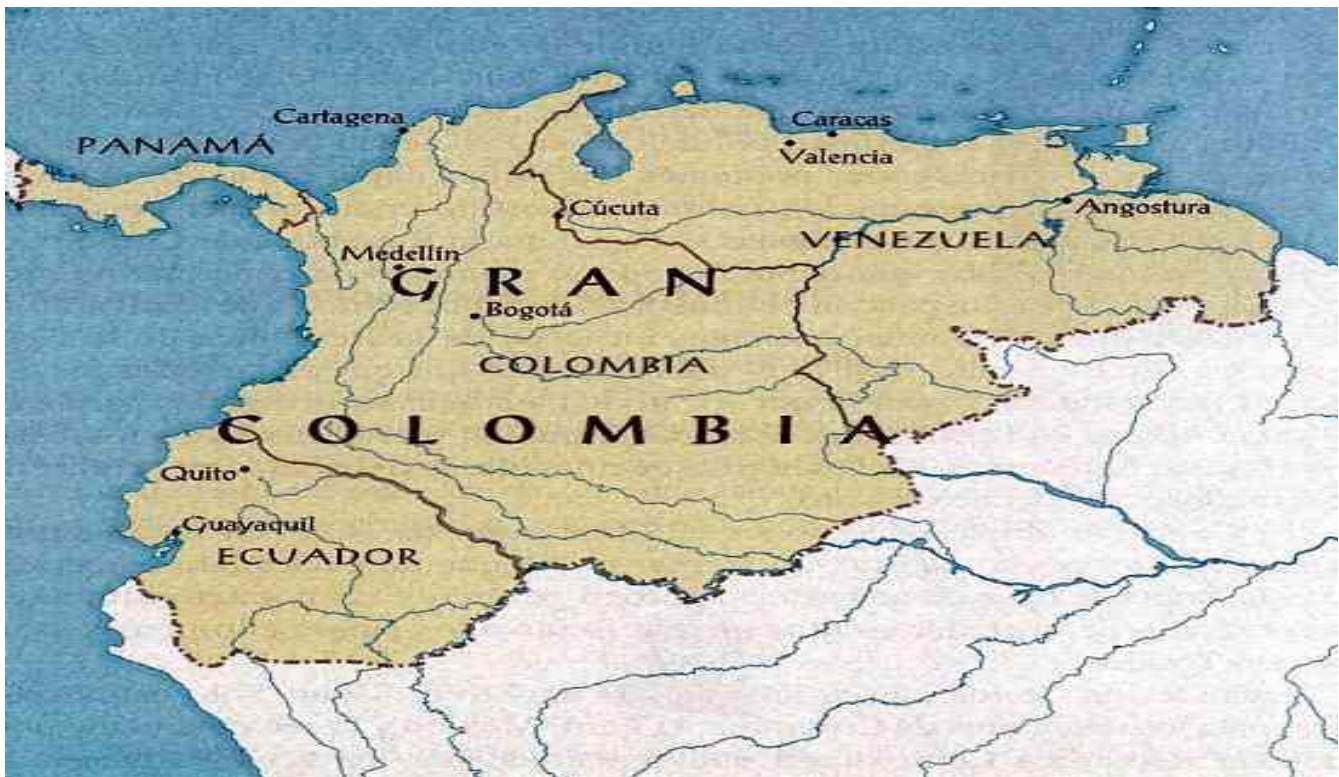 Cartagena
PANAMÁ
Caracas
Valencia
Cúcuta
Angostura
VENEZUELA
Medellín
GRAN
Bogotá
COLOMBIA
COLOMBIA
Quito
Guayaquil
ECUADOR